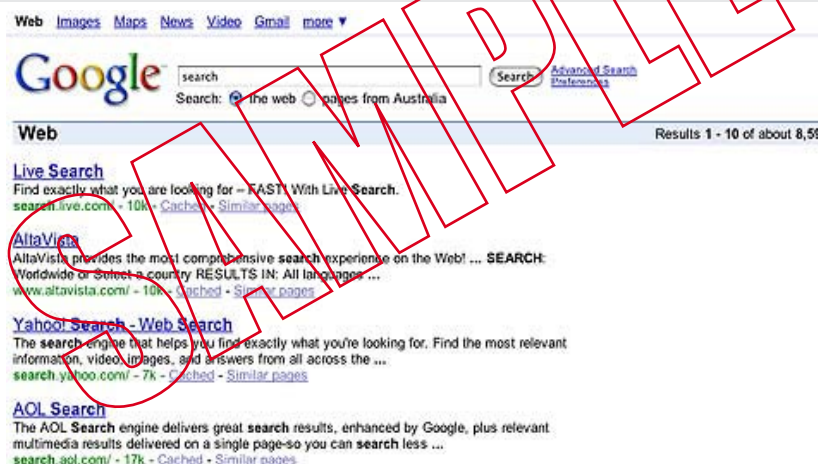 Web Images Maps News Video Gmail more ▼
Google search Search Advanced Search
Preferences
Search: the web pages from Australia
Web Results 1 - 10 of about 8,59
Live Search
Find exactly what you are looking for – FAST! With Live Search.
search.live.com/ - 10k - Cached - Similar pages
AltaVista
AltaVista provides the most comprehensive search experience on the Web! ... SEARCH:
Worldwide or Select a country RESULTS IN: All languages ...
www.altavista.com/ - 10k - Cached - Similar pages
Yahoo! Search - Web Search
The search engine that helps you find exactly what you're looking for. Find the most relevant
information, video, images, and answers from all across the ...
search.yahoo.com/ - 7k - Cached - Similar pages
AOL Search
The AOL Search engine delivers great search results, enhanced by Google, plus relevant
multimedia results delivered on a single page-so you can search less ...
search.aol.com/ - 17k - Cached - Similar pages
SAMPLE